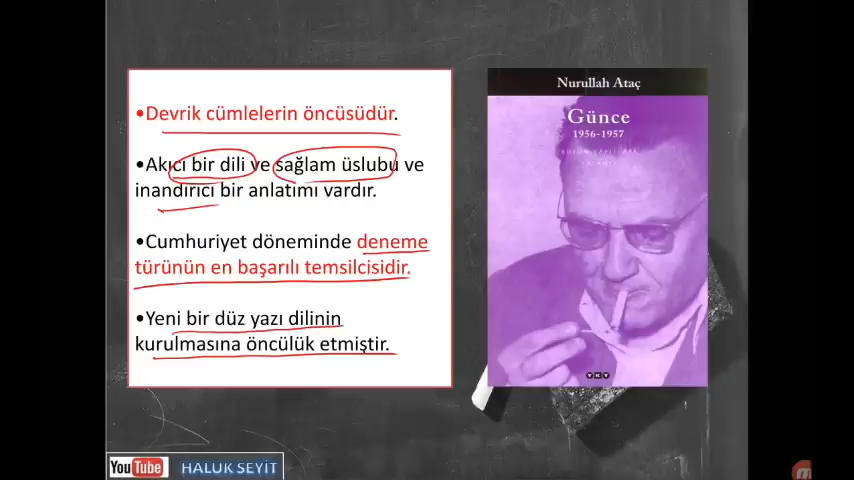 •Devrik cümlelerin öncüsüdür.
•Akıcı bir dili ve sağlam üslubu ve
inandırıcı bir anlatımı vardır.
•Cumhuriyet döneminde deneme
türünün en başarılı temsilcisidir.
•Yeni bir düz yazı dilinin
kurulmasına öncülük etmiştir.
Nurullah Ataç
Günce
1956-1957
YKY
YouTube HALUK SEYİT